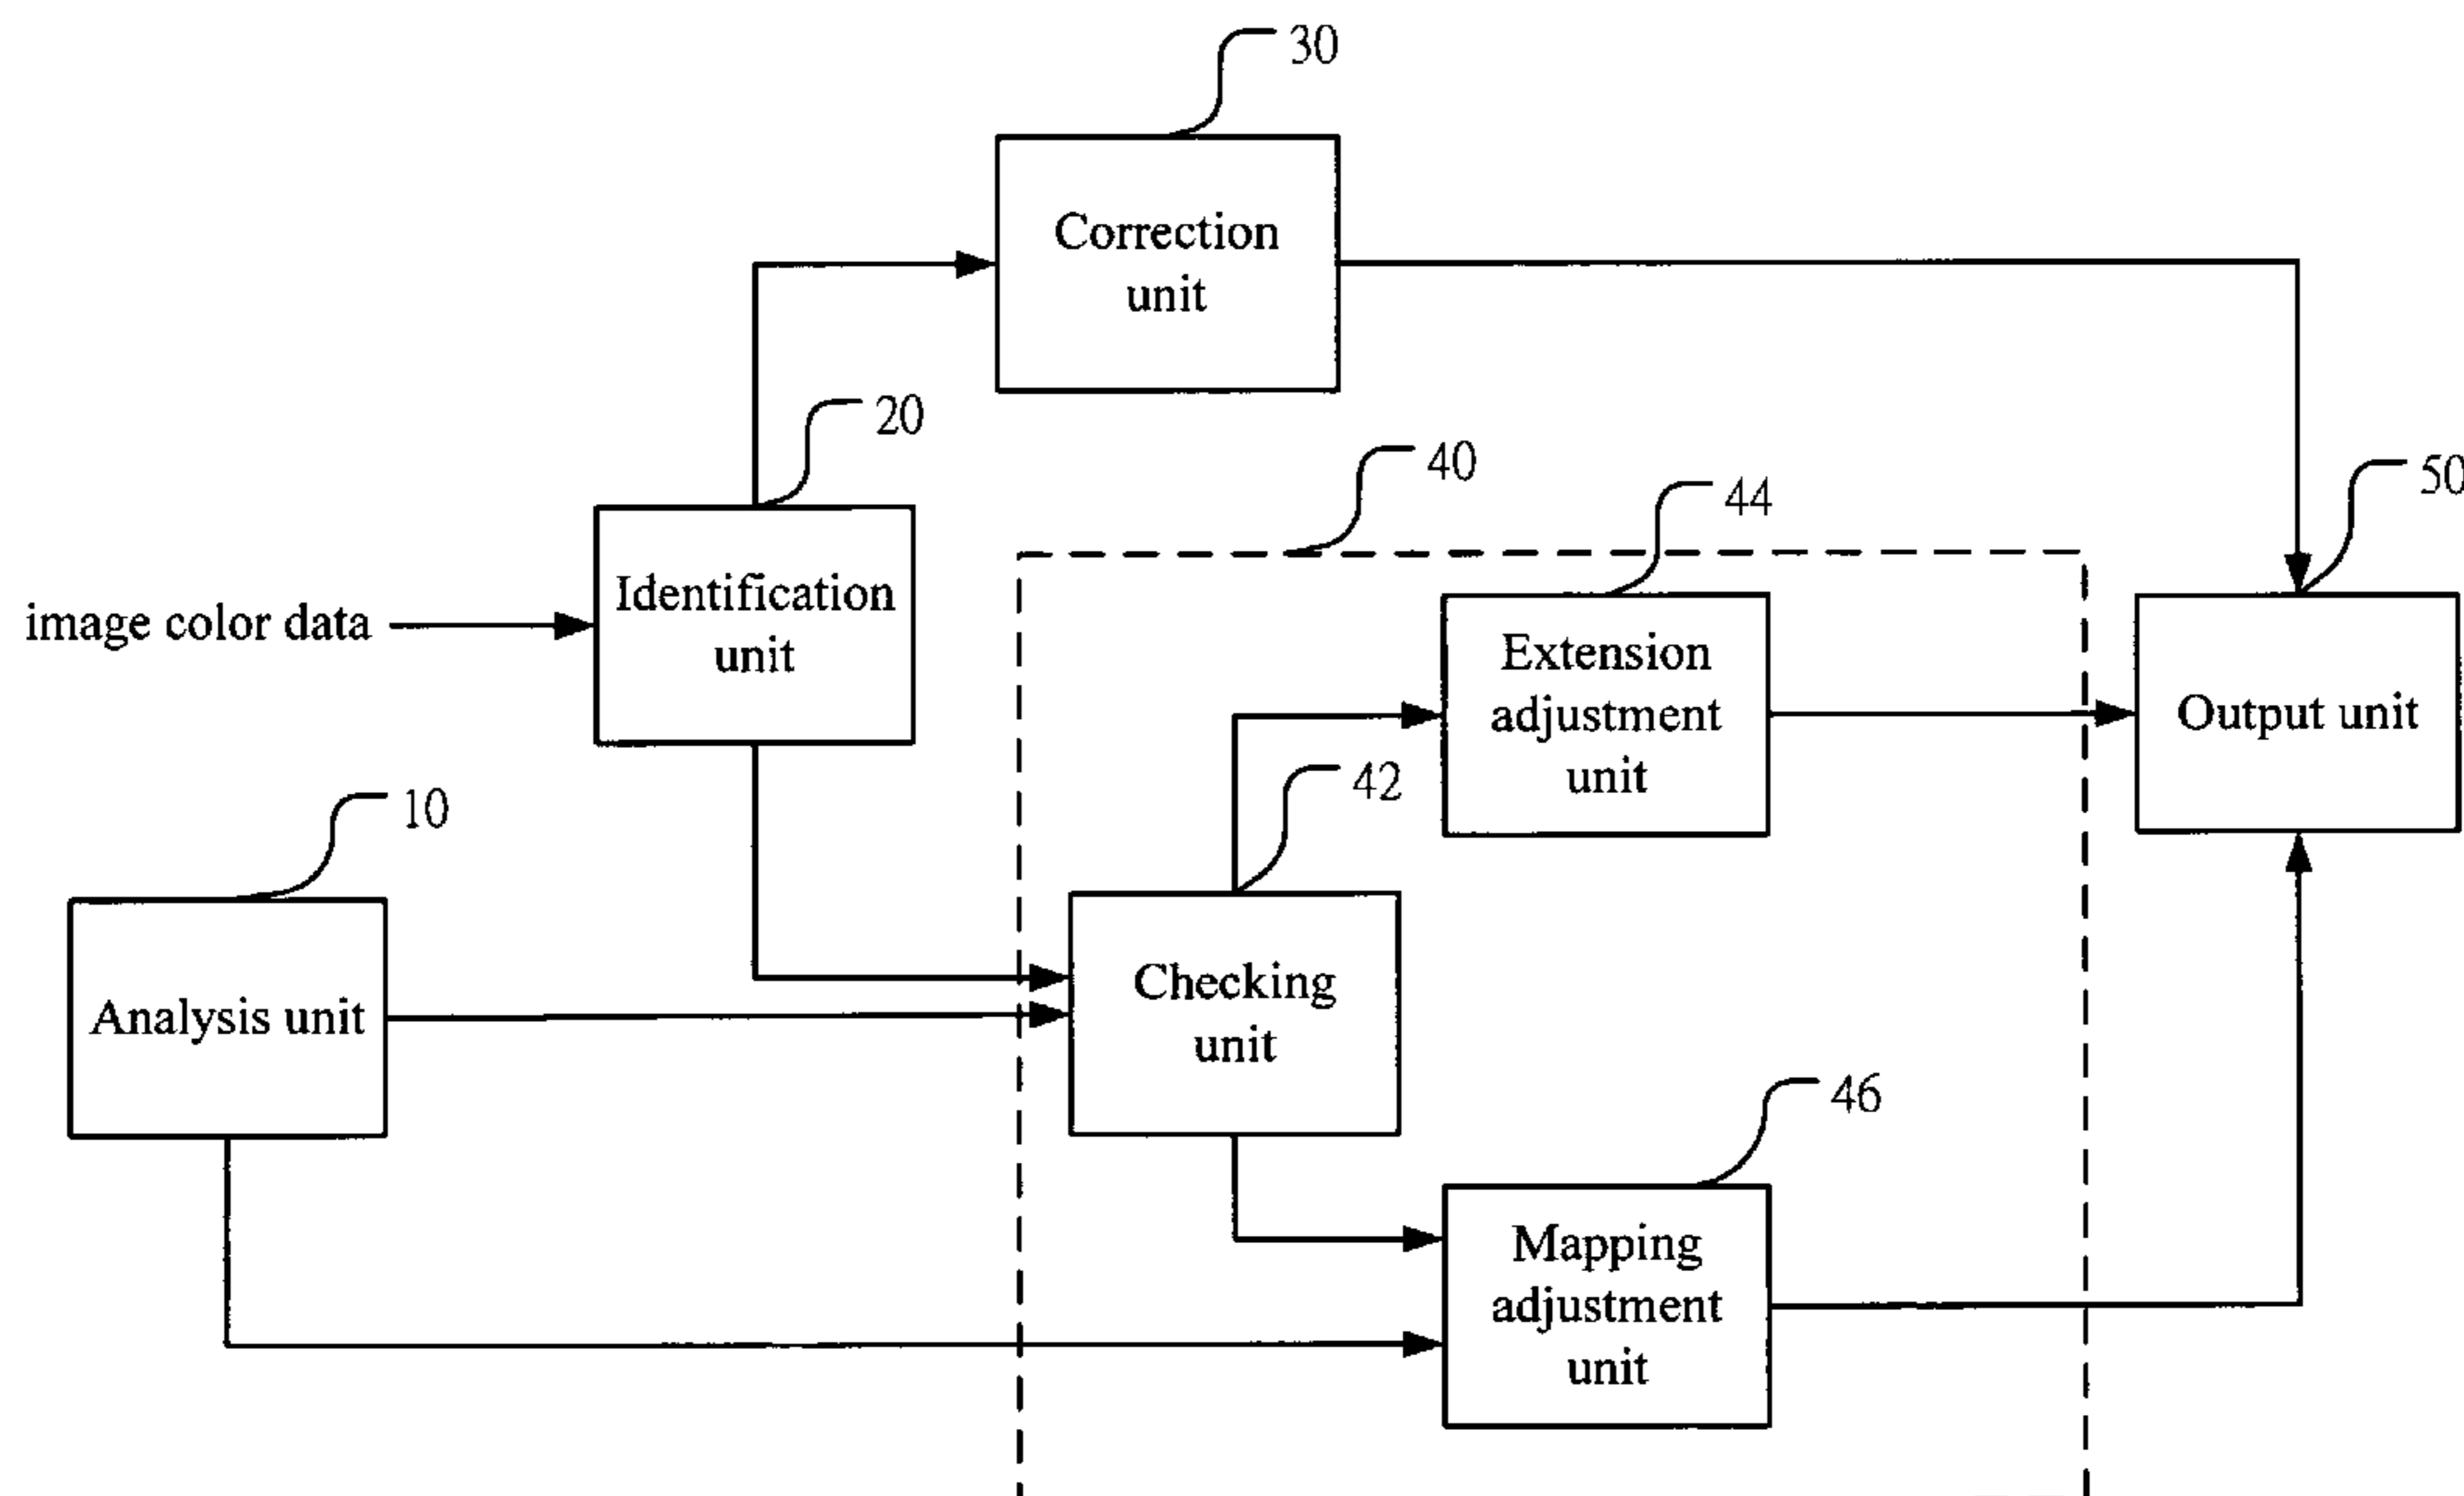 30
Correction
unit
20
40
44
50
Identification
unit
image color data
Extension
adjustment
unit
Output unit
42
10
Checking
unit
Analysis unit
46
Mapping
adjustment
unit